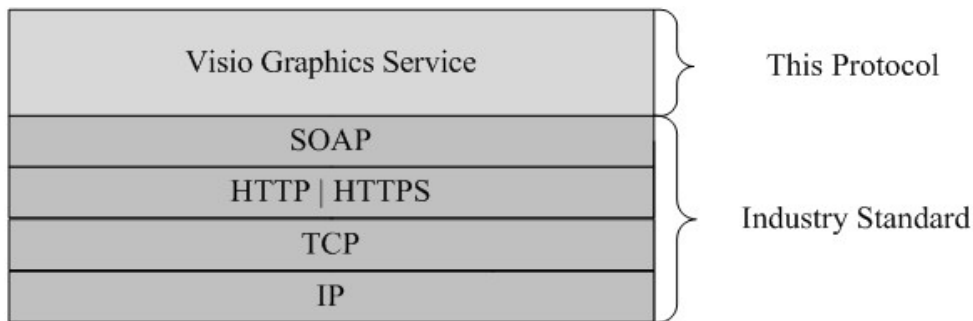 Visio Graphics Service
This Protocol
SOAP
HTTP | HTTPS
TCP
IP
Industry Standard